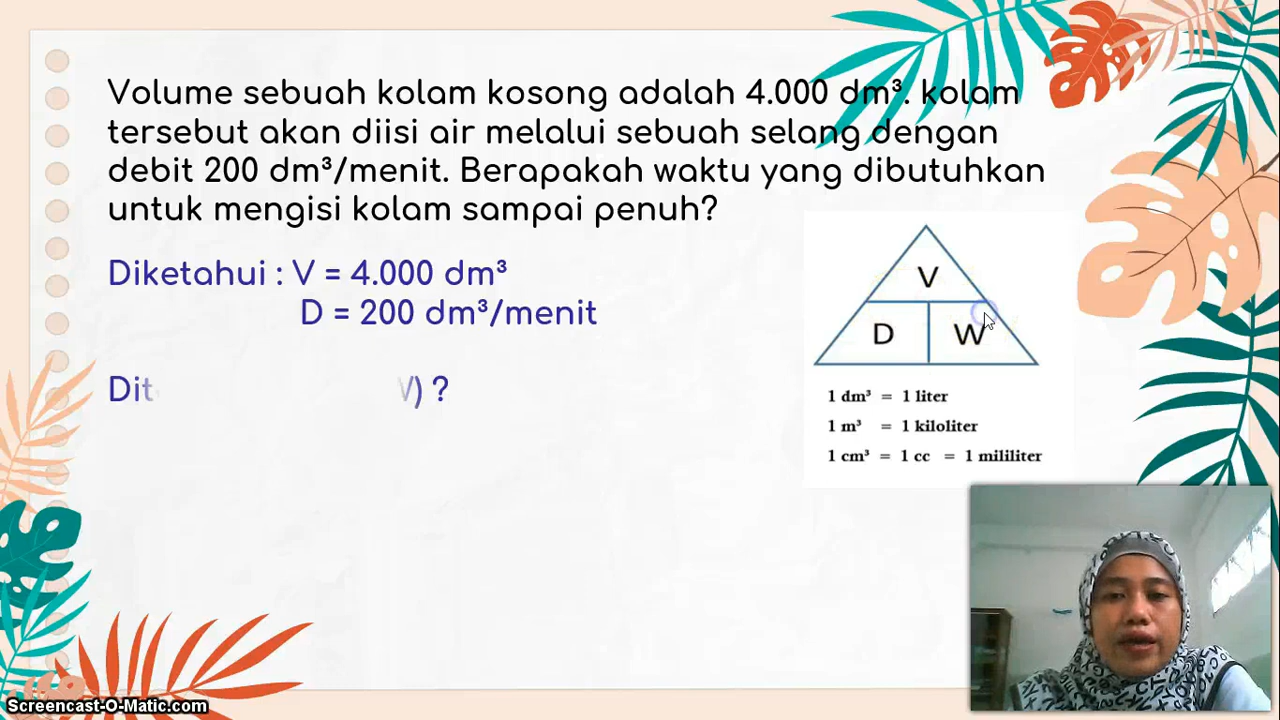 Volume sebuah kolam kosong adalah 4.000 dm³. kolam
tersebut akan diisi air melalui sebuah selang dengan
debit 200 dm³/menit. Berapakah waktu yang dibutuhkan
untuk mengisi kolam sampai penuh?
Diketahui : V = 4.000 dm³
D = 200 dm³/menit
V
D W
1 dm³ = 1 liter
1 m³ = 1 kiloliter
1 cm³ = 1 cc = 1 mililiter
) ?
Screencast-O-Matic.com